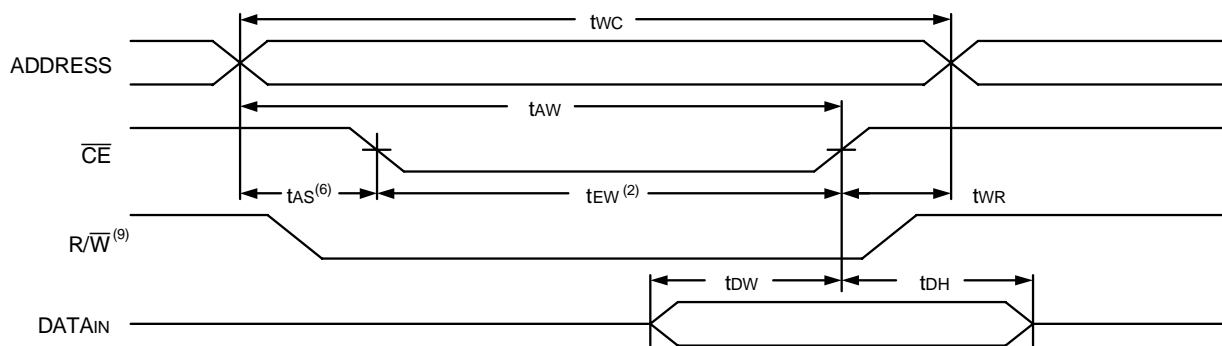 tWC
ADDRESS
tAW
CE
tAS(6)
tEW (2)
tWR
R/W (9)
tDW
tDH
DATAIN